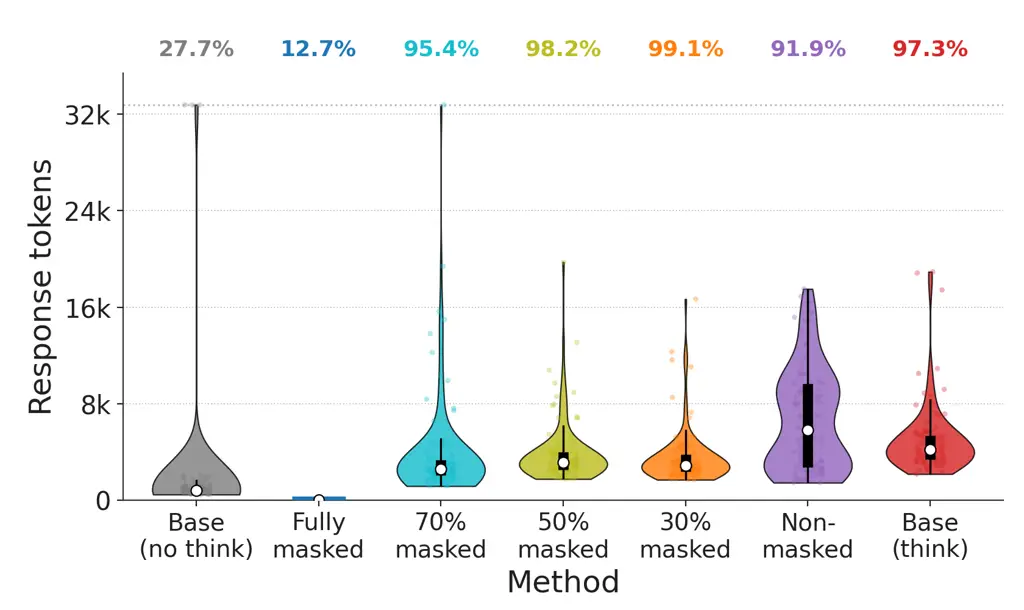 27.7% 12.7% 95.4% 98.2% 99.1% 91.9% 97.3%
Response tokens
32k
24k
16k
8k
0
Base Fully 70% 50% 30% Non- Base
(no think) masked masked masked masked masked (think)
Method